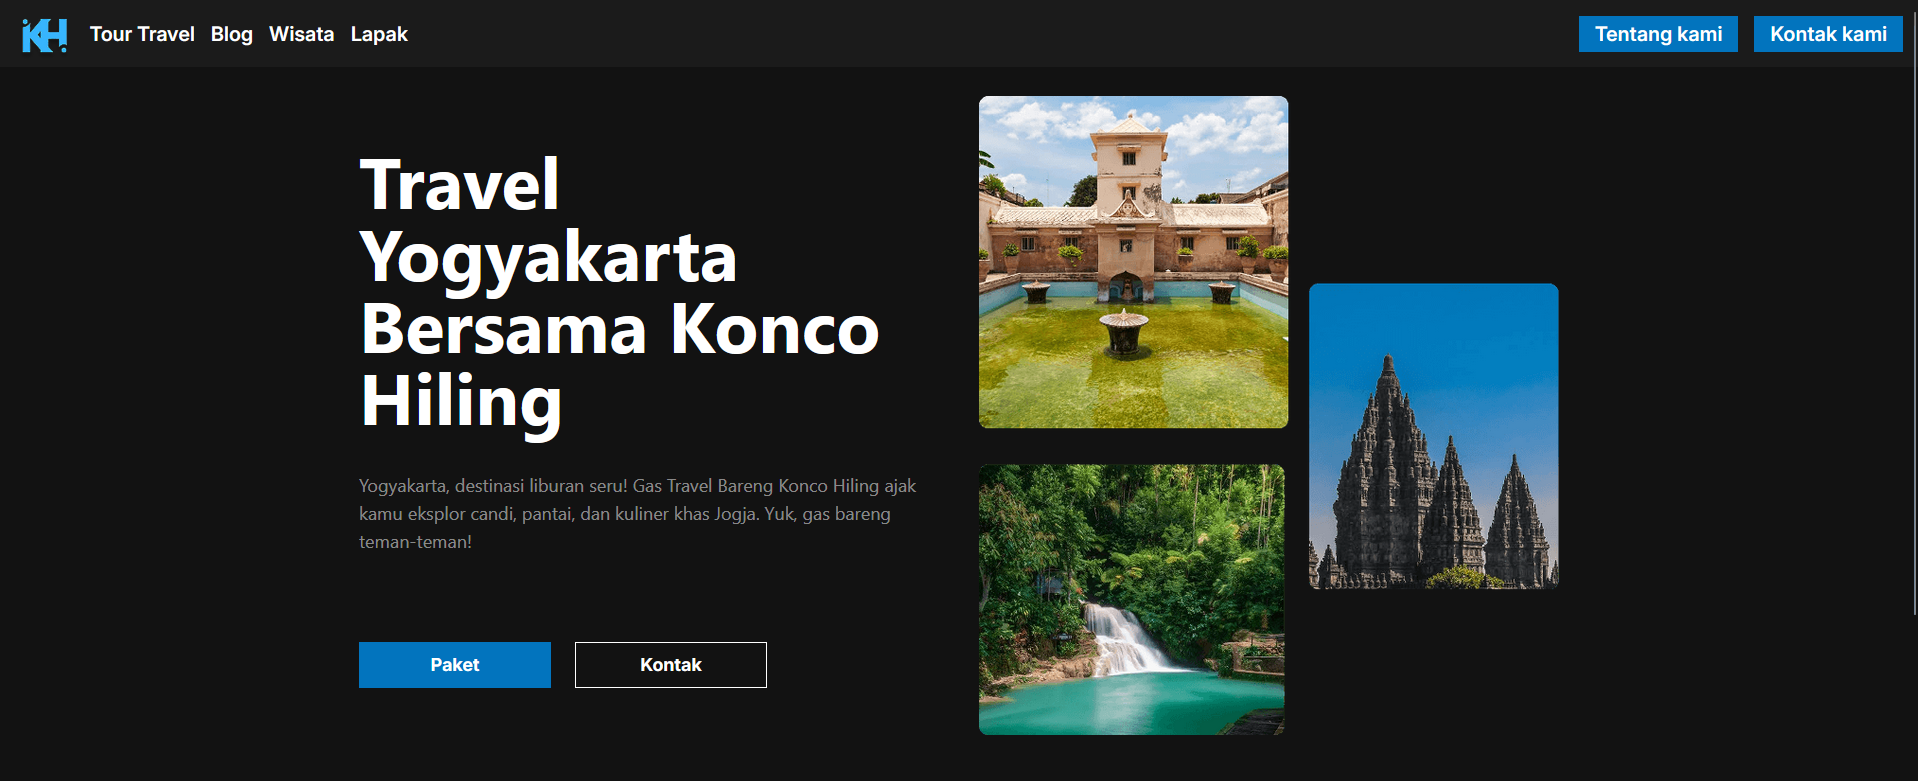 KH Tour Travel Blog Wisata Lapak Tentang kami Kontak kami
Travel
Yogyakarta
Bersama Konco
Hiling
Yogyakarta, destinasi liburan seru! Gas Travel Bareng Konco Hiling ajak
kamu eksplor candi, pantai, dan kuliner khas Jogja. Yuk, gas bareng
teman-teman!
Paket Kontak